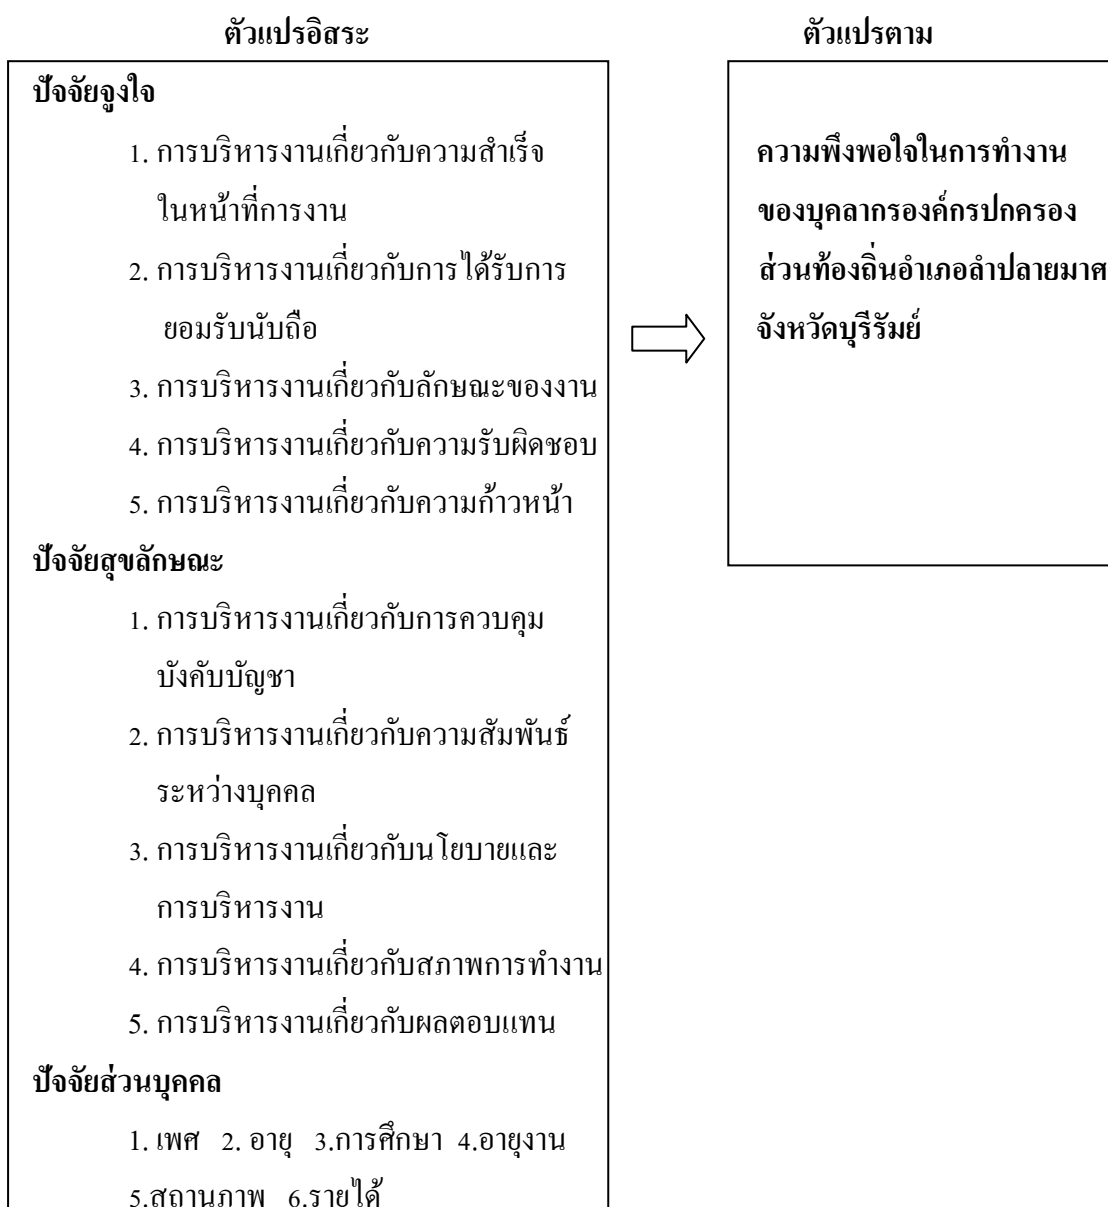 ตัวแปรอิสระ
ปัจจัยจูงใจ
1. การบริหารงานเกี่ยวกับความสำเร็จ
ในหน้าที่การงาน
2. การบริหารงานเกี่ยวกับการได้รับการ
ยอมรับนับถือ
3. การบริหารงานเกี่ยวกับลักษณะของงาน
4. การบริหารงานเกี่ยวกับความรับผิดชอบ
5. การบริหารงานเกี่ยวกับความก้าวหน้า
ปัจจัยสุขลักษณะ
1. การบริหารงานเกี่ยวกับการควบคุม
บังคับบัญชา
2. การบริหารงานเกี่ยวกับความสัมพันธ์
ระหว่างบุคคล
3. การบริหารงานเกี่ยวกับนโยบายและ
การบริหารงาน
4. การบริหารงานเกี่ยวกับสภาพการทำงาน
5. การบริหารงานเกี่ยวกับผลตอบแทน
ปัจจัยส่วนบุคคล
1. เพศ 2. อายุ 3.การศึกษา 4.อายุงาน
5.สถานภาพ 6.รายได้
ตัวแปรตาม
ความพึงพอใจในการทำงาน
ของบุคลากรองค์กรปกครอง
ส่วนท้องถิ่นอำเภอลำปลายมาศ
จังหวัดบุรีรัมย์